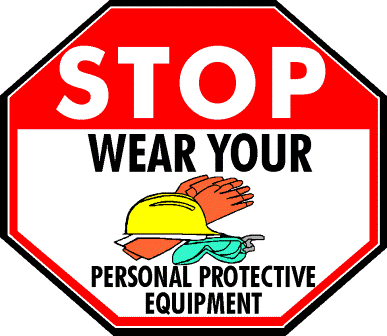 STOP
WEAR YOUR
PERSONAL PROTECTIVE
EQUIPMENT